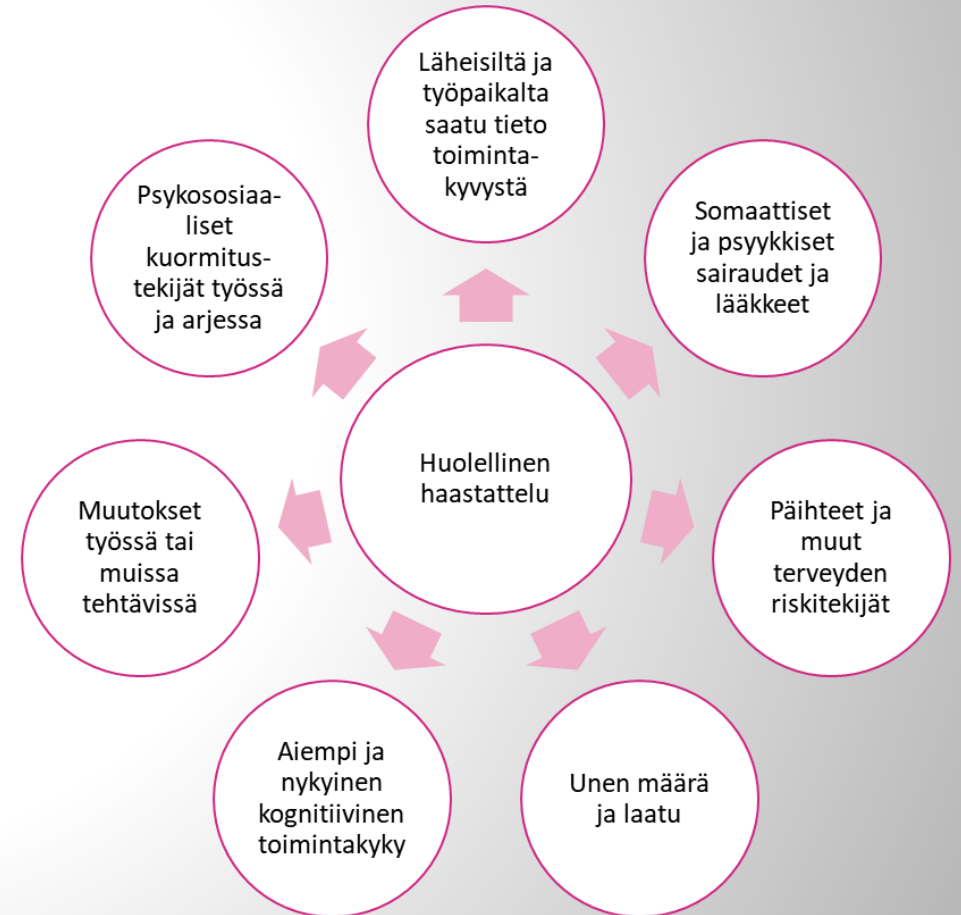 Läheisiltä ja
työpaikalta
saatu tieto
toiminta-
kyvystä
Somaattiset
ja psyykkiset
sairaudet ja
lääkkeet
Päihteet ja
muut
terveyden
riskitekijät
Unen määrä
ja laatu
Aiempi ja
nykyinen
kognitiivinen
toimintakyky
Muutokset
työssä tai
muissa
tehtävissä
Psykososiaa-
liset
kuormitus-
tekijät työssä
ja arjessa
Huolellinen
haastattelu